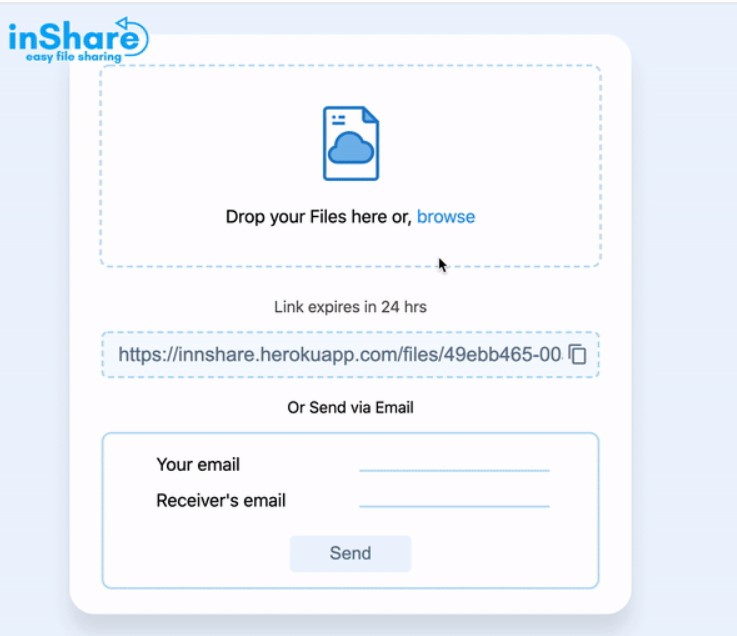 inShare
easy file sharing
Drop your Files here or, browse
Link expires in 24 hrs
https://innshare.herokuapp.com/files/49ebb465-00
Or Send via Email
Your email
Receiver's email
Send